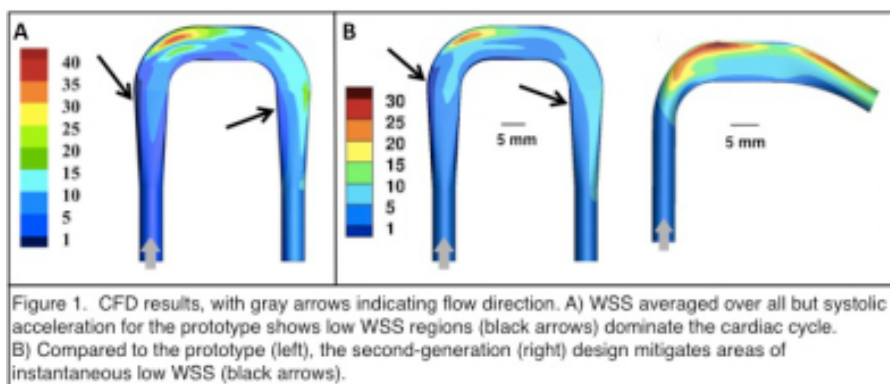 A
40
35
30
25
20
15
10
5
1
B
30
25
20
15
10
5
1
5 mm
5 mm
Figure 1. CFD results, with gray arrows indicating flow direction. A) WSS averaged over all but systolic
acceleration for the prototype shows low WSS regions (black arrows) dominate the cardiac cycle.
B) Compared to the prototype (left), the second-generation (right) design mitigates areas of
instantaneous low WSS (black arrows).